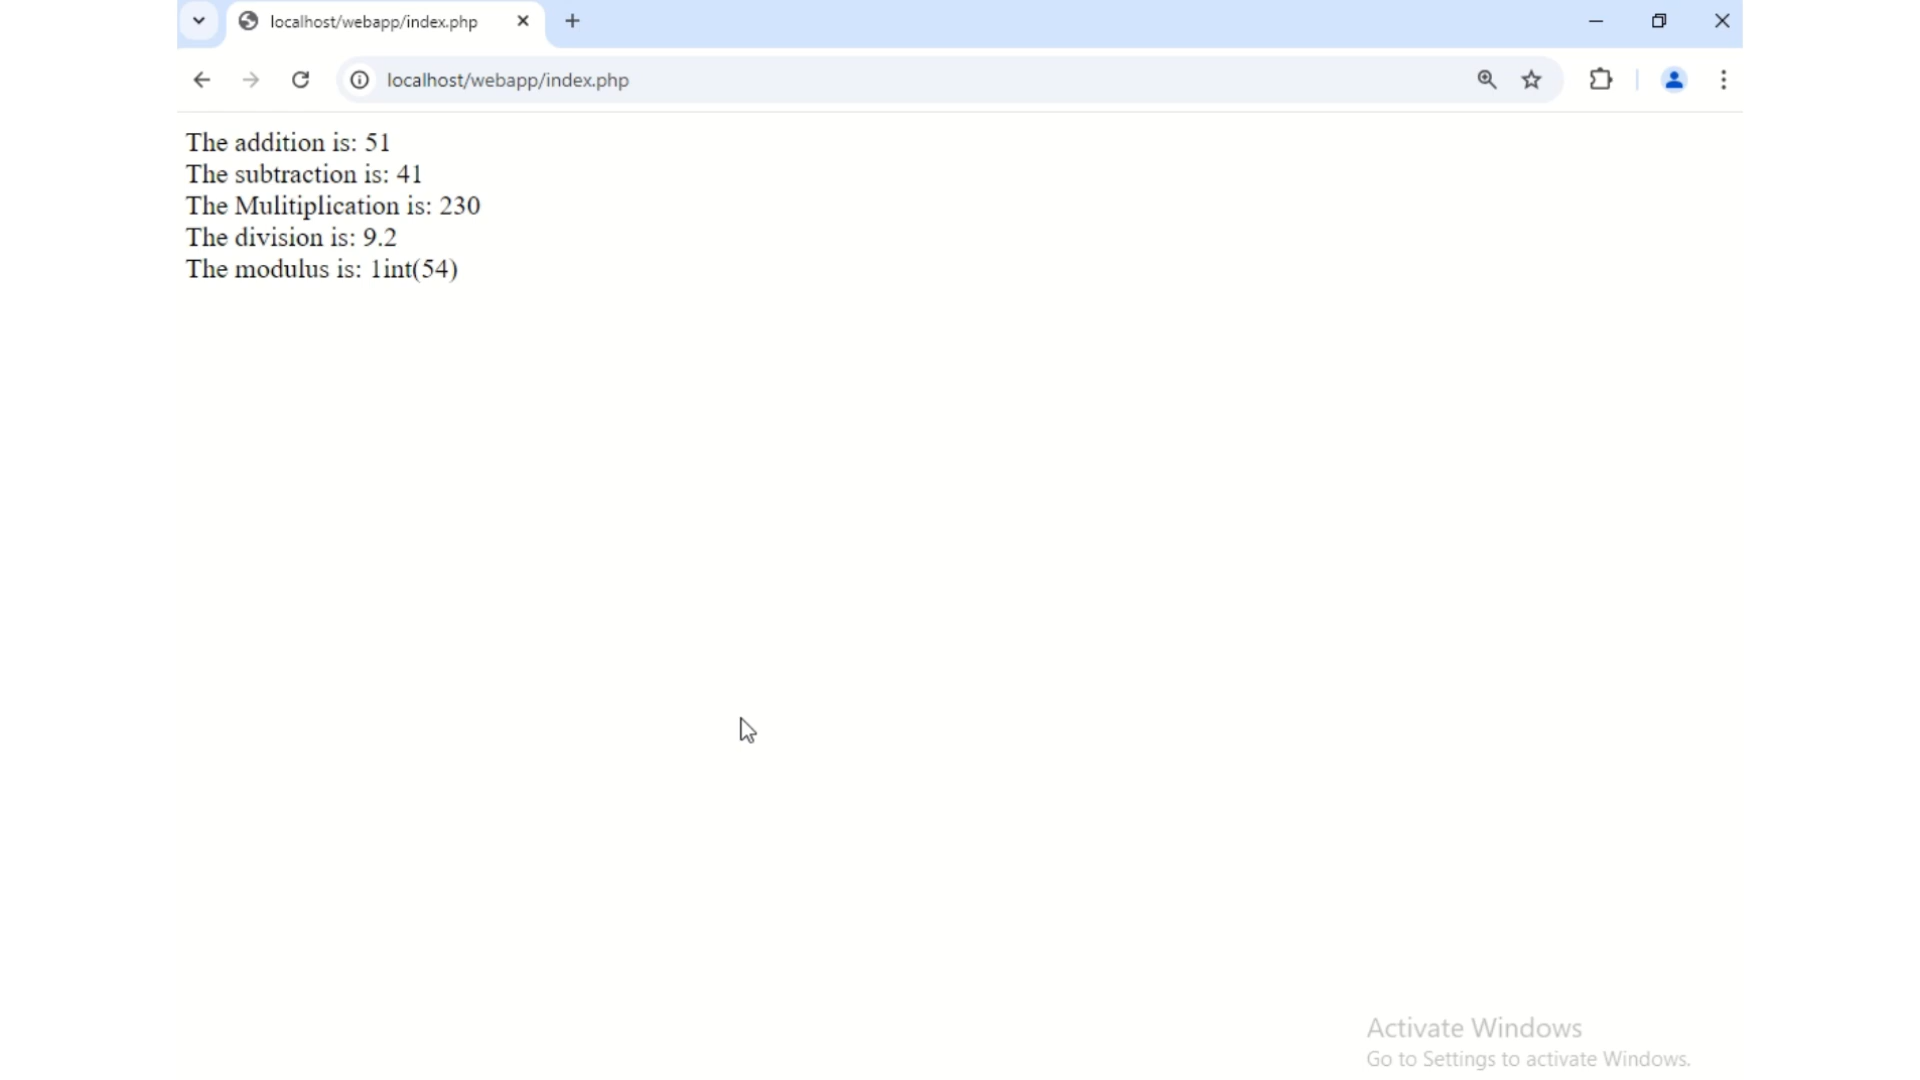 localhost/webapp/index.php
localhost/webapp/index.php
The addition is: 51
The subtraction is: 41
The Mulitiplication is: 230
The division is: 9.2
The modulus is: 1int(54)
Activate Windows
Go to Settings to activate Windows.